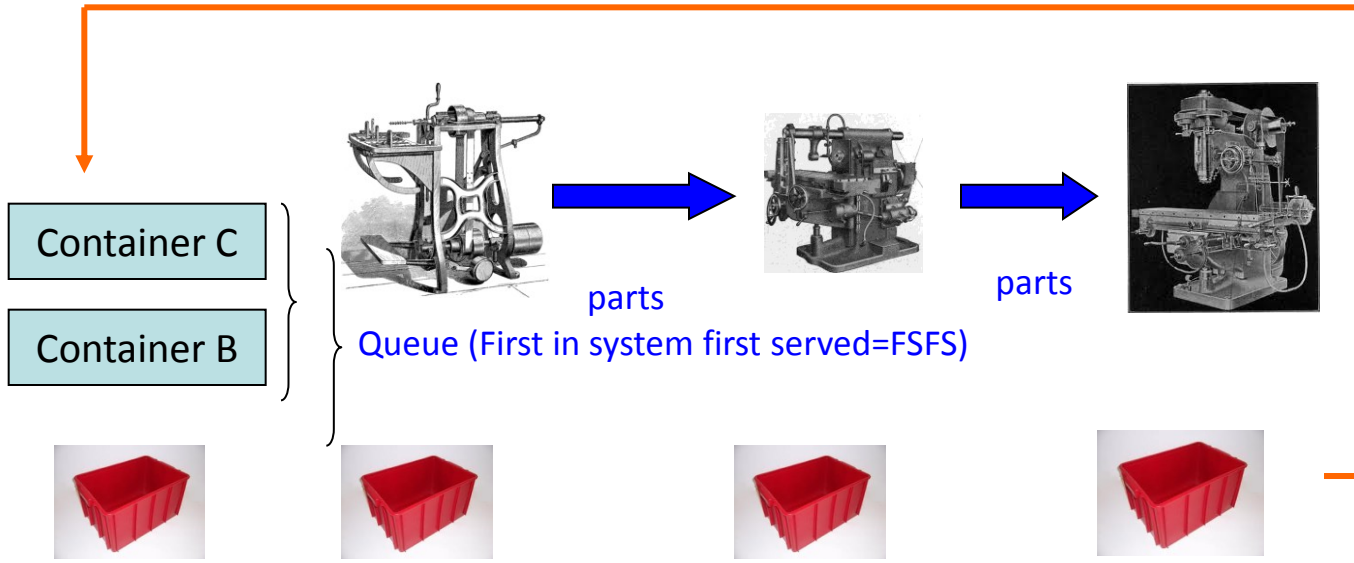 Container C
Container B
parts
parts
Queue (First in system first served=FSFS)